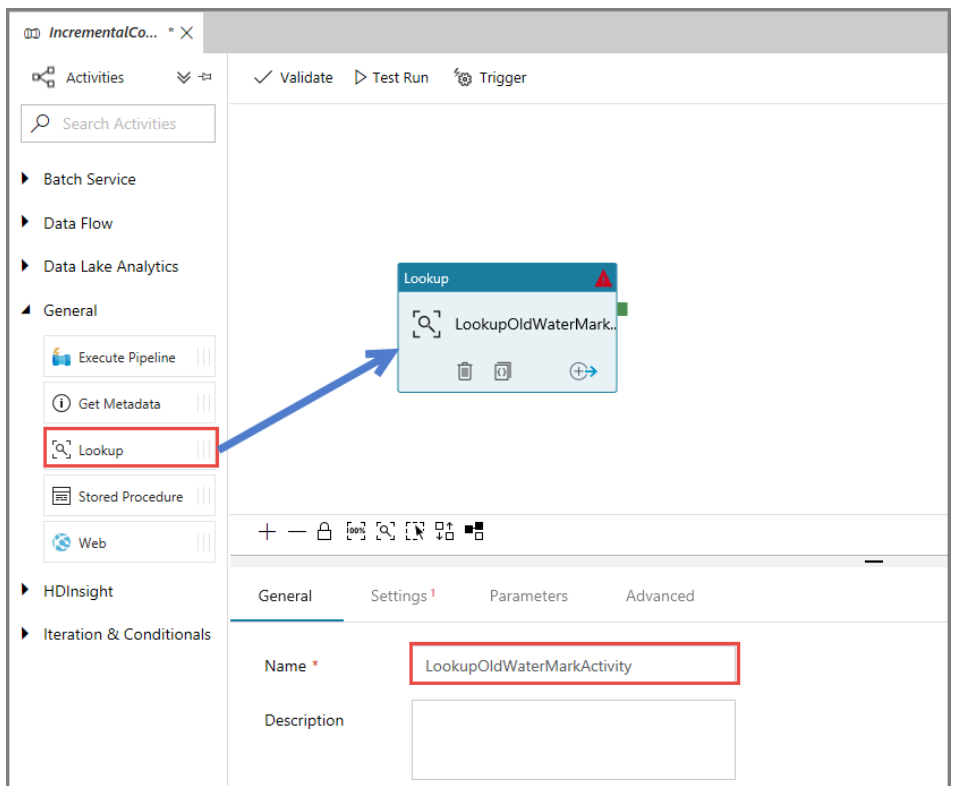 IncrementalCo... *
Activities
Validate
Test Run
Trigger
Search Activities
Batch Service
Data Flow
Data Lake Analytics
General
Execute Pipeline
Get Metadata
Lookup
Stored Procedure
Web
HDInsight
Iteration & Conditionals
Lookup
LookupOldWaterMark..
100%
General
Settings 1
Parameters
Advanced
Name *
LookupOldWaterMarkActivity
Description